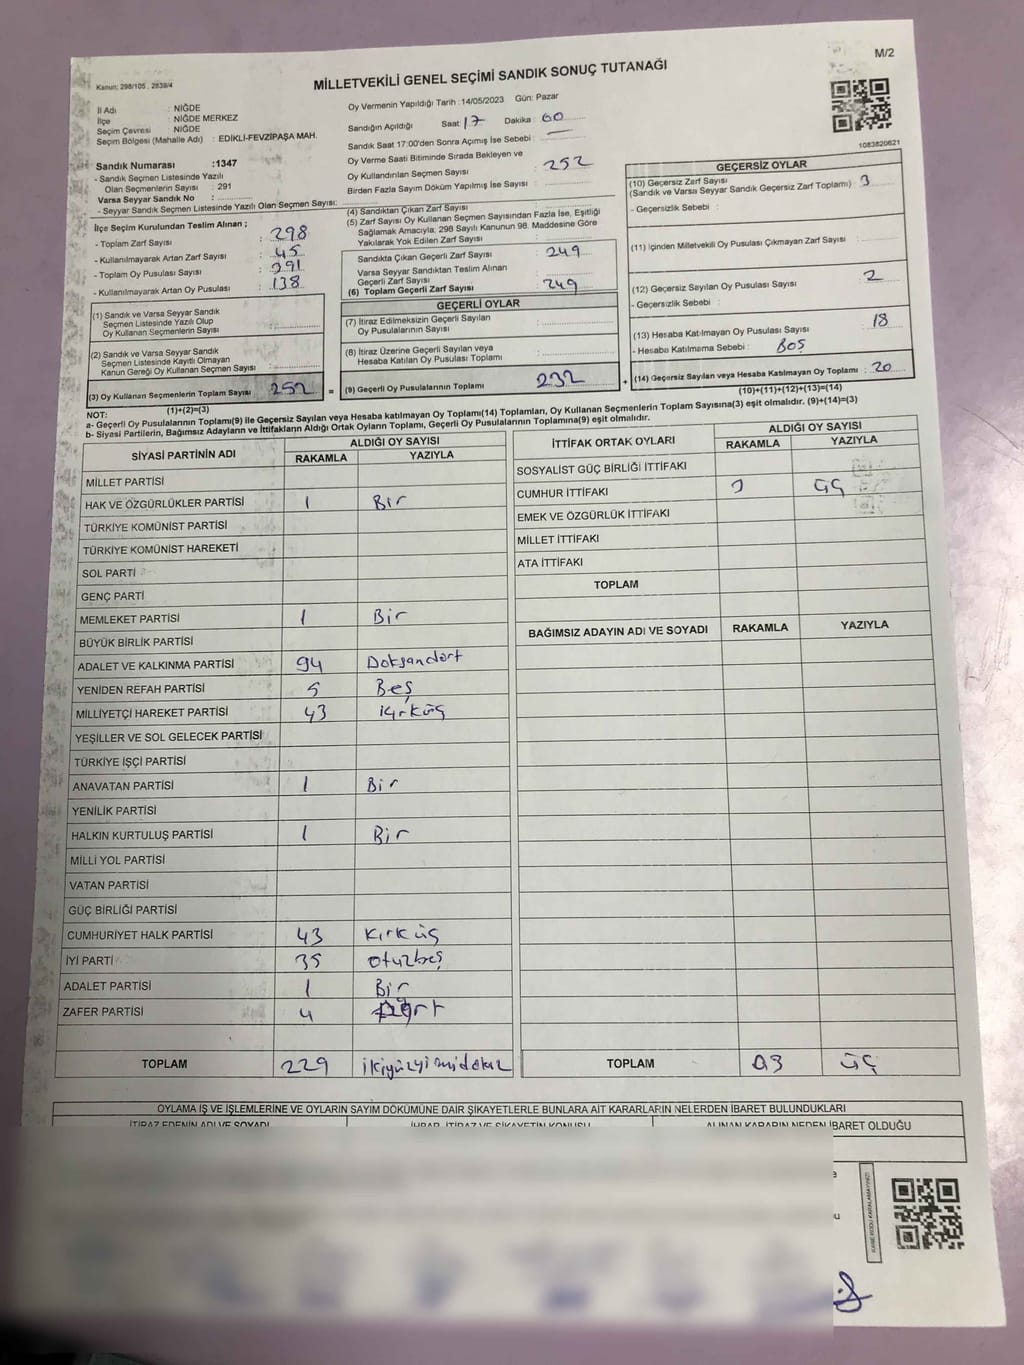 M/2
Kanun: 298/105 , 2839/4
MİLLETVEKİLİ GENEL SEÇİMİ SANDIK SONUÇ TUTANAĞI
İl Adı : NİĞDE
İlçe : NİĞDE MERKEZ
Seçim Çevresi : NİĞDE
Seçim Bölgesi (Mahalle Adı) : EDİKLİ-FEVZİPAŞA MAH.
Sandık Numarası :1347
- Sandık Seçmen Listesinde Yazılı
Olan Seçmenlerin Sayısı : 291
Varsa Seyyar Sandık No :
- Seyyar Sandık Seçmen Listesinde Yazılı Olan Seçmen Sayısı:
Oy Vermenin Yapıldığı Tarih :14/05/2023 Gün: Pazar
Sandığın Açıldığı Saat: 17 Dakika : 60
Sandık Saat 17:00'den Sonra Açmış İse Sebebi :
Oy Verme Saati Bitiminde Sırada Bekleyen ve
Oy Kullandırılan Seçmen Sayısı : 252
Birden Fazla Sayım Döküm Yapılmış İse Sayısı :
1083820621
İlçe Seçim Kurulundan Teslim Alınan ;
- Toplam Zarf Sayısı : 298
- Kullanılmayarak Artan Zarf Sayısı : 45
- Toplam Oy Pusulası Sayısı : 291
- Kullanılmayarak Artan Oy Pusulası : 138
(1) Sandık ve Varsa Seyyar Sandık
Seçmen Listesinde Yazılı Olup
Oy Kullanan Seçmenlerin Sayısı :
(2) Sandık ve Varsa Seyyar Sandık
Seçmen Listesinde Kayıtlı Olmayan
Kanun Gereği Oy Kullanan Seçmen Sayısı :
(3) Oy Kullanan Seçmenlerin Toplam Sayısı : 252
(1)+(2)=(3)
(4) Sandıktan Çıkan Zarf Sayısı :
(5) Zarf Sayısı Oy Kullanan Seçmen Sayısından Fazla İse, Eşitliği
Sağlamak Amacıyla, 298 Sayılı Kanunun 98. Maddesine Göre
Yakılarak Yok Edilen Zarf Sayısı :
Sandıkta Çıkan Geçerli Zarf Sayısı : 249
Varsa Seyyar Sandıktan Teslim Alınan
Geçerli Zarf Sayısı :
(6) Toplam Geçerli Zarf Sayısı : 249
GEÇERLİ OYLAR
(7) İtiraz Edilmeksizin Geçerli Sayılan
Oy Pusulalarının Sayısı :
(8) İtiraz Üzerine Geçerli Sayılan veya
Hesaba Katılan Oy Pusulası Toplamı :
= (9) Geçerli Oy Pusulalarının Toplamı : 232 +
GEÇERSİZ OYLAR
(10) Geçersiz Zarf Sayısı
(Sandık ve Varsa Seyyar Sandık Geçersiz Zarf Toplamı) : 3
- Geçersizlik Sebebi :
(11) İçinden Milletvekili Oy Pusulası Çıkmayan Zarf Sayısı :
(12) Geçersiz Sayılan Oy Pusulası Sayısı : 2
- Geçersizlik Sebebi :
(13) Hesaba Katılmayan Oy Pusulası Sayısı : 18
- Hesaba Katılmama Sebebi : Boş
(14) Geçersiz Sayılan veya Hesaba Katılmayan Oy Toplamı : 20
(10)+(11)+(12)+(13)=(14)
NOT:
a- Geçerli Oy Pusulalarının Toplamı(9) ile Geçersiz Sayılan veya Hesaba katılmayan Oy Toplamı(14) Toplamları, Oy Kullanan Seçmenlerin Toplam Sayısına(3) eşit olmalıdır. (9)+(14)=(3)
b- Siyasi Partilerin, Bağımsız Adayların ve İttifakların Aldığı Ortak Oyların Toplamı, Geçerli Oy Pusulalarının Toplamına(9) eşit olmalıdır.
SİYASİ PARTİNİN ADI ALDIĞI OY SAYISI
RAKAMLA YAZIYLA
MİLLET PARTİSİ
HAK VE ÖZGÜRLÜKLER PARTİSİ 1 Bir
TÜRKİYE KOMÜNİST PARTİSİ
TÜRKİYE KOMÜNİST HAREKETİ
SOL PARTİ
GENÇ PARTİ
MEMLEKET PARTİSİ 1 Bir
BÜYÜK BİRLİK PARTİSİ
ADALET VE KALKINMA PARTİSİ 94 Doksandört
YENİDEN REFAH PARTİSİ 5 Beş
MİLLİYETÇİ HAREKET PARTİSİ 43 Kırküç
YEŞİLLER VE SOL GELECEK PARTİSİ
TÜRKİYE İŞÇİ PARTİSİ
ANAVATAN PARTİSİ 1 Bir
YENİLİK PARTİSİ
HALKIN KURTULUŞ PARTİSİ 1 Bir
MİLLİ YOL PARTİSİ
VATAN PARTİSİ
GÜÇ BİRLİĞİ PARTİSİ
CUMHURİYET HALK PARTİSİ 43 Kırküç
İYİ PARTİ 35 Otuzbeş
ADALET PARTİSİ 1 Bir
ZAFER PARTİSİ 4 Dört
TOPLAM 229 ikiyüzyirmidokuz
İTTİFAK ORTAK OYLARI ALDIĞI OY SAYISI
RAKAMLA YAZIYLA
SOSYALİST GÜÇ BİRLİĞİ İTTİFAKI
CUMHUR İTTİFAKI 3 üç
EMEK VE ÖZGÜRLÜK İTTİFAKI
MİLLET İTTİFAKI
ATA İTTİFAKI
TOPLAM
BAĞIMSIZ ADAYIN ADI VE SOYADI RAKAMLA YAZIYLA
TOPLAM 03 üç
OYLAMA İŞ VE İŞLEMLERİNE VE OYLARIN SAYIM DÖKÜMÜNE DAİR ŞİKAYETLERLE BUNLARA AİT KARARLARIN NELERDEN İBARET BULUNDUKLARI
İTİRAZ EDENİN ADI VE SOYADI İHBAR, İTİRAZ VE ŞİKAYETİN KONUSU ALINAN KARARIN NEDEN İBARET OLDUĞU